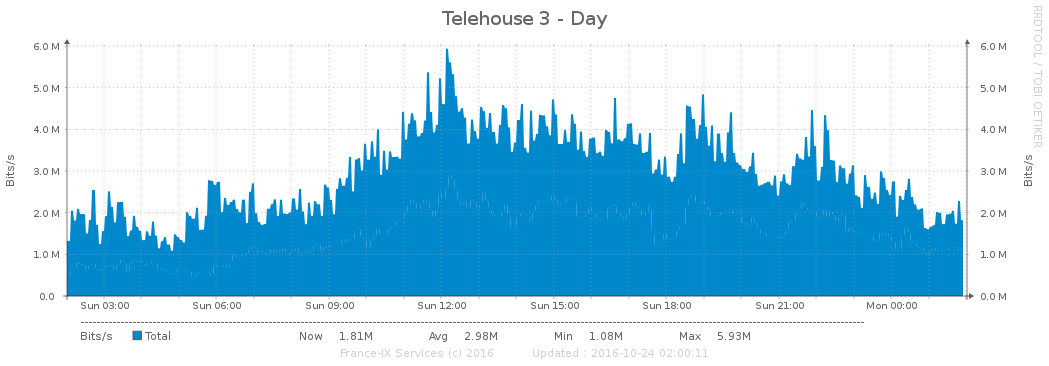 Telehouse 3 - Day
RRDTOOL / TOBI OETIKER
Bits/s
6.0 M
5.0 M
4.0 M
3.0 M
2.0 M
1.0 M
0.0
6.0 M
5.0 M
4.0 M
3.0 M
2.0 M
1.0 M
0.0 M
Bits/s
Sun 03:00 Sun 06:00 Sun 09:00 Sun 12:00 Sun 15:00 Sun 18:00 Sun 21:00 Mon 00:00
Bits/s Total Now 1.81M Avg 2.98M Min 1.08M Max 5.93M
France-IX Services (c) 2016 Updated : 2016-10-24 02:00:11